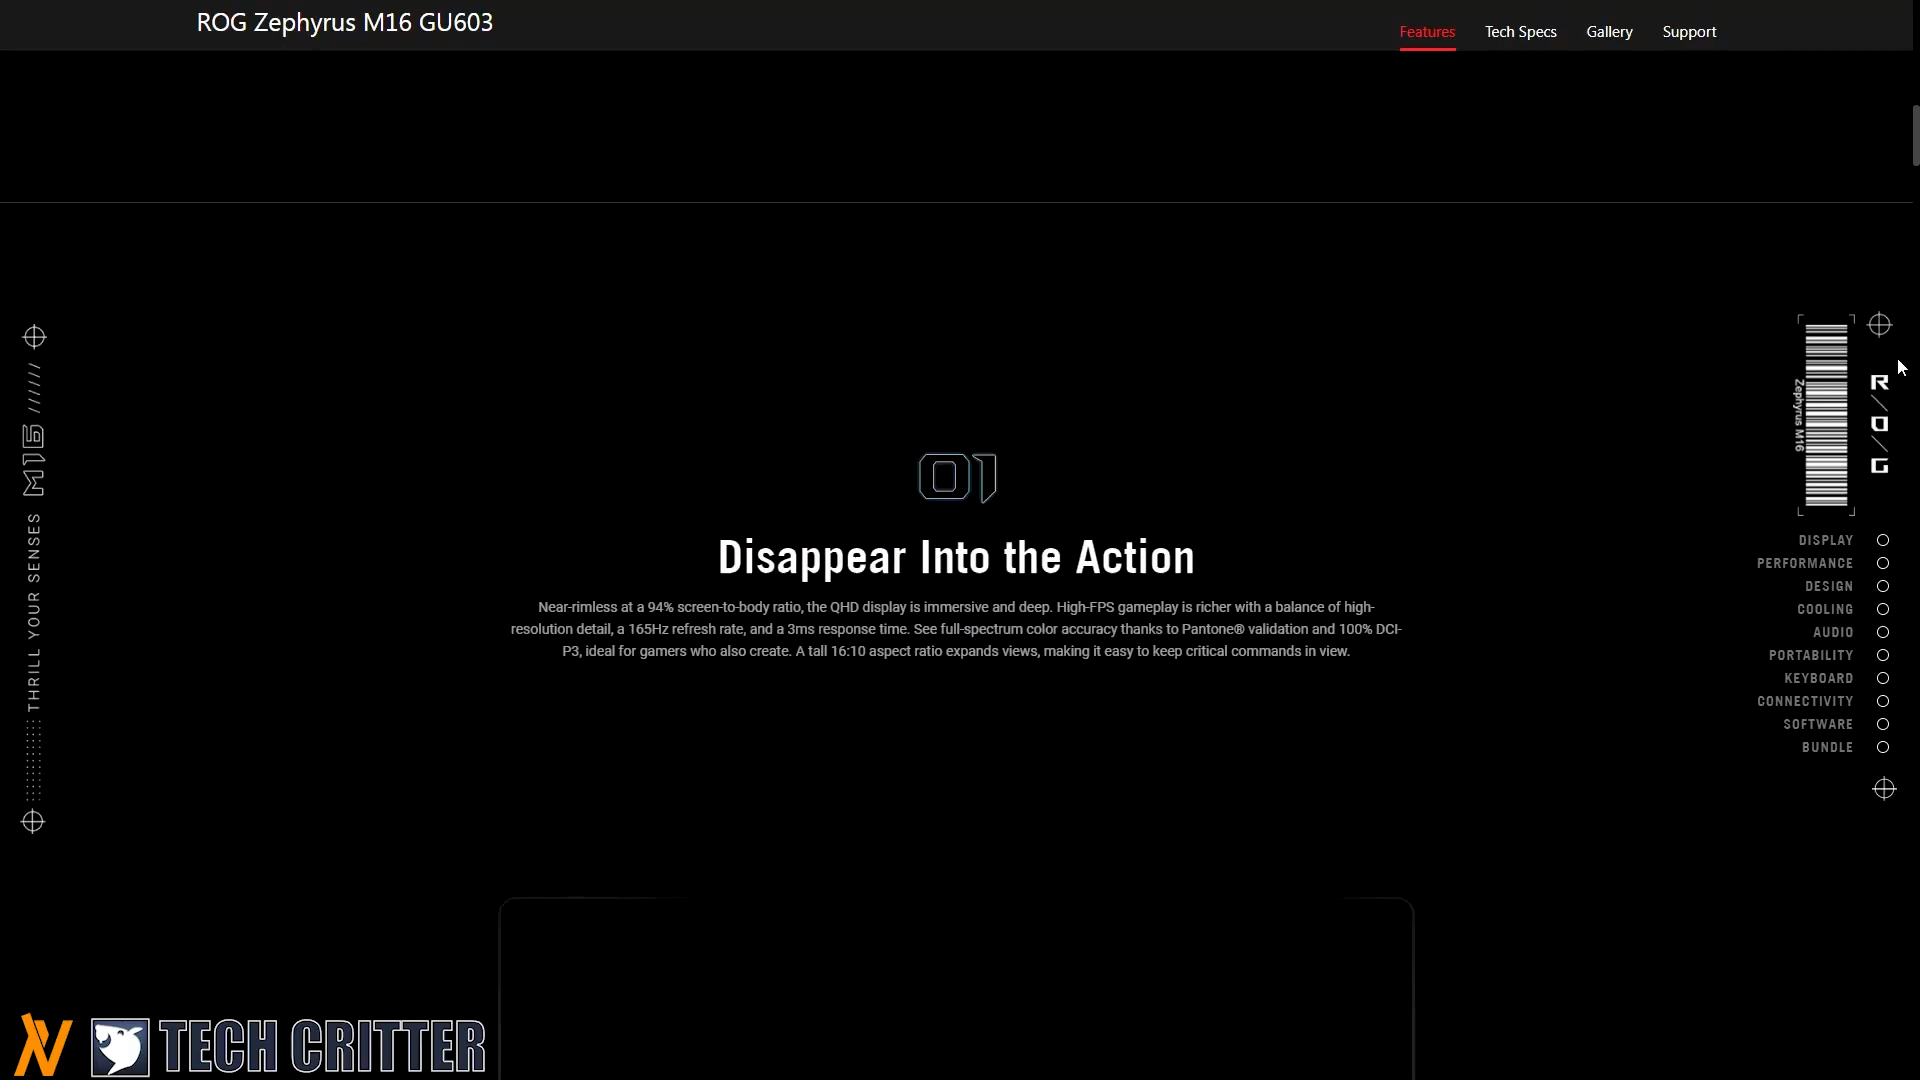 ROG Zephyrus M16 GU603
Features
Tech Specs
Gallery
Support
THRILL YOUR SENSES M16 //////
01
Disappear Into the Action
Near-rimless at a 94% screen-to-body ratio, the QHD display is immersive and deep. High-FPS gameplay is richer with a balance of high-
resolution detail, a 165Hz refresh rate, and a 3ms response time. See full-spectrum color accuracy thanks to Pantone® validation and 100% DCI-
P3, ideal for gamers who also create. A tall 16:10 aspect ratio expands views, making it easy to keep critical commands in view.
Zephyrus M16
R/O/G
DISPLAY
PERFORMANCE
DESIGN
COOLING
AUDIO
PORTABILITY
KEYBOARD
CONNECTIVITY
SOFTWARE
BUNDLE
TECH CRITTER